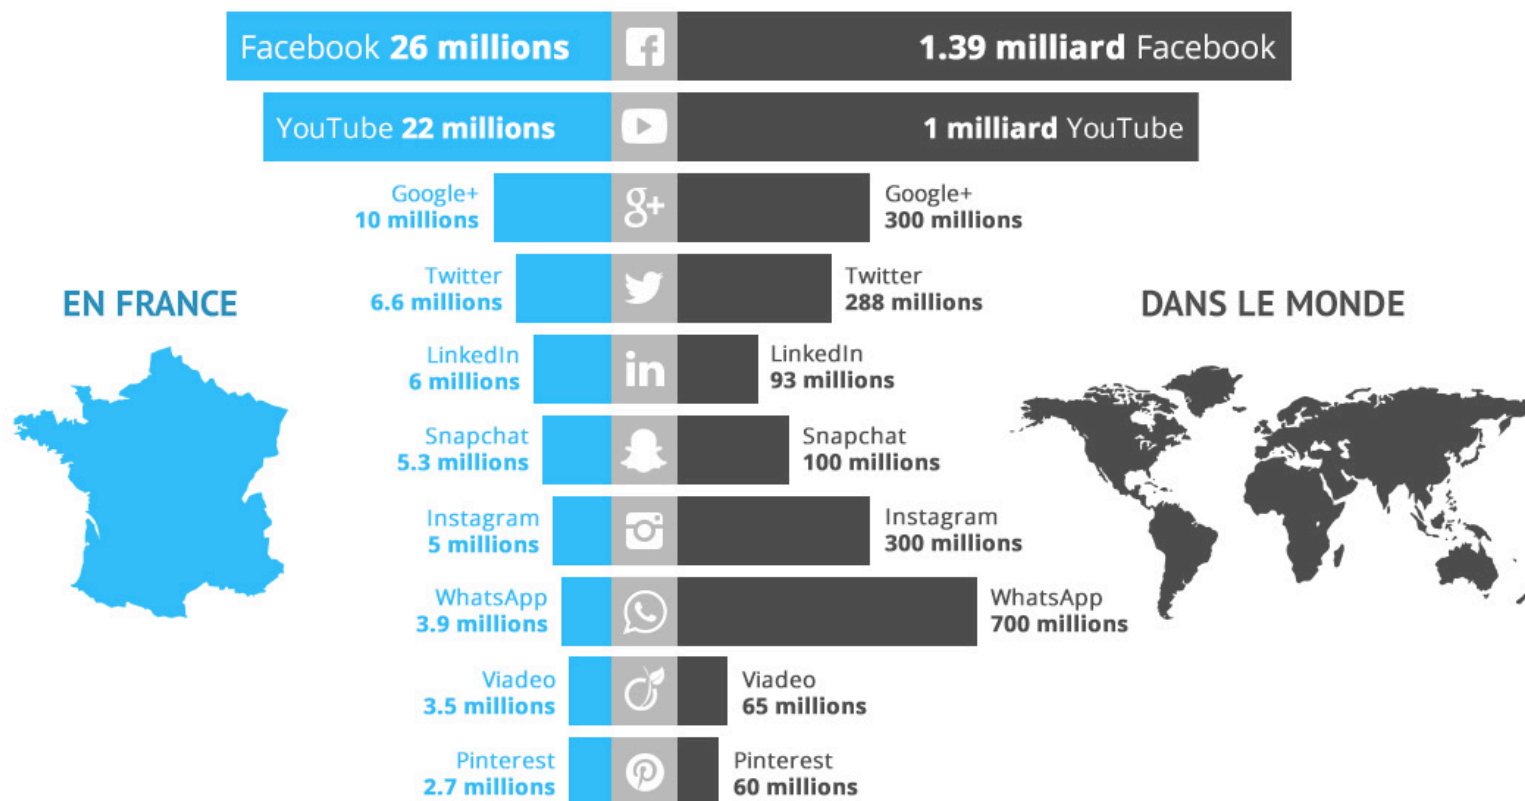 Facebook 26 millions
1.39 milliard Facebook
YouTube 22 millions
1 milliard YouTube
Google+
10 millions
Google+
300 millions
Twitter
6.6 millions
Twitter
288 millions
EN FRANCE
DANS LE MONDE
LinkedIn
6 millions
in
LinkedIn
93 millions
Snapchat
5.3 millions
Snapchat
100 millions
Instagram
5 millions
Instagram
300 millions
WhatsApp
3.9 millions
WhatsApp
700 millions
Viadeo
3.5 millions
Viadeo
65 millions
Pinterest
2.7 millions
Pinterest
60 millions